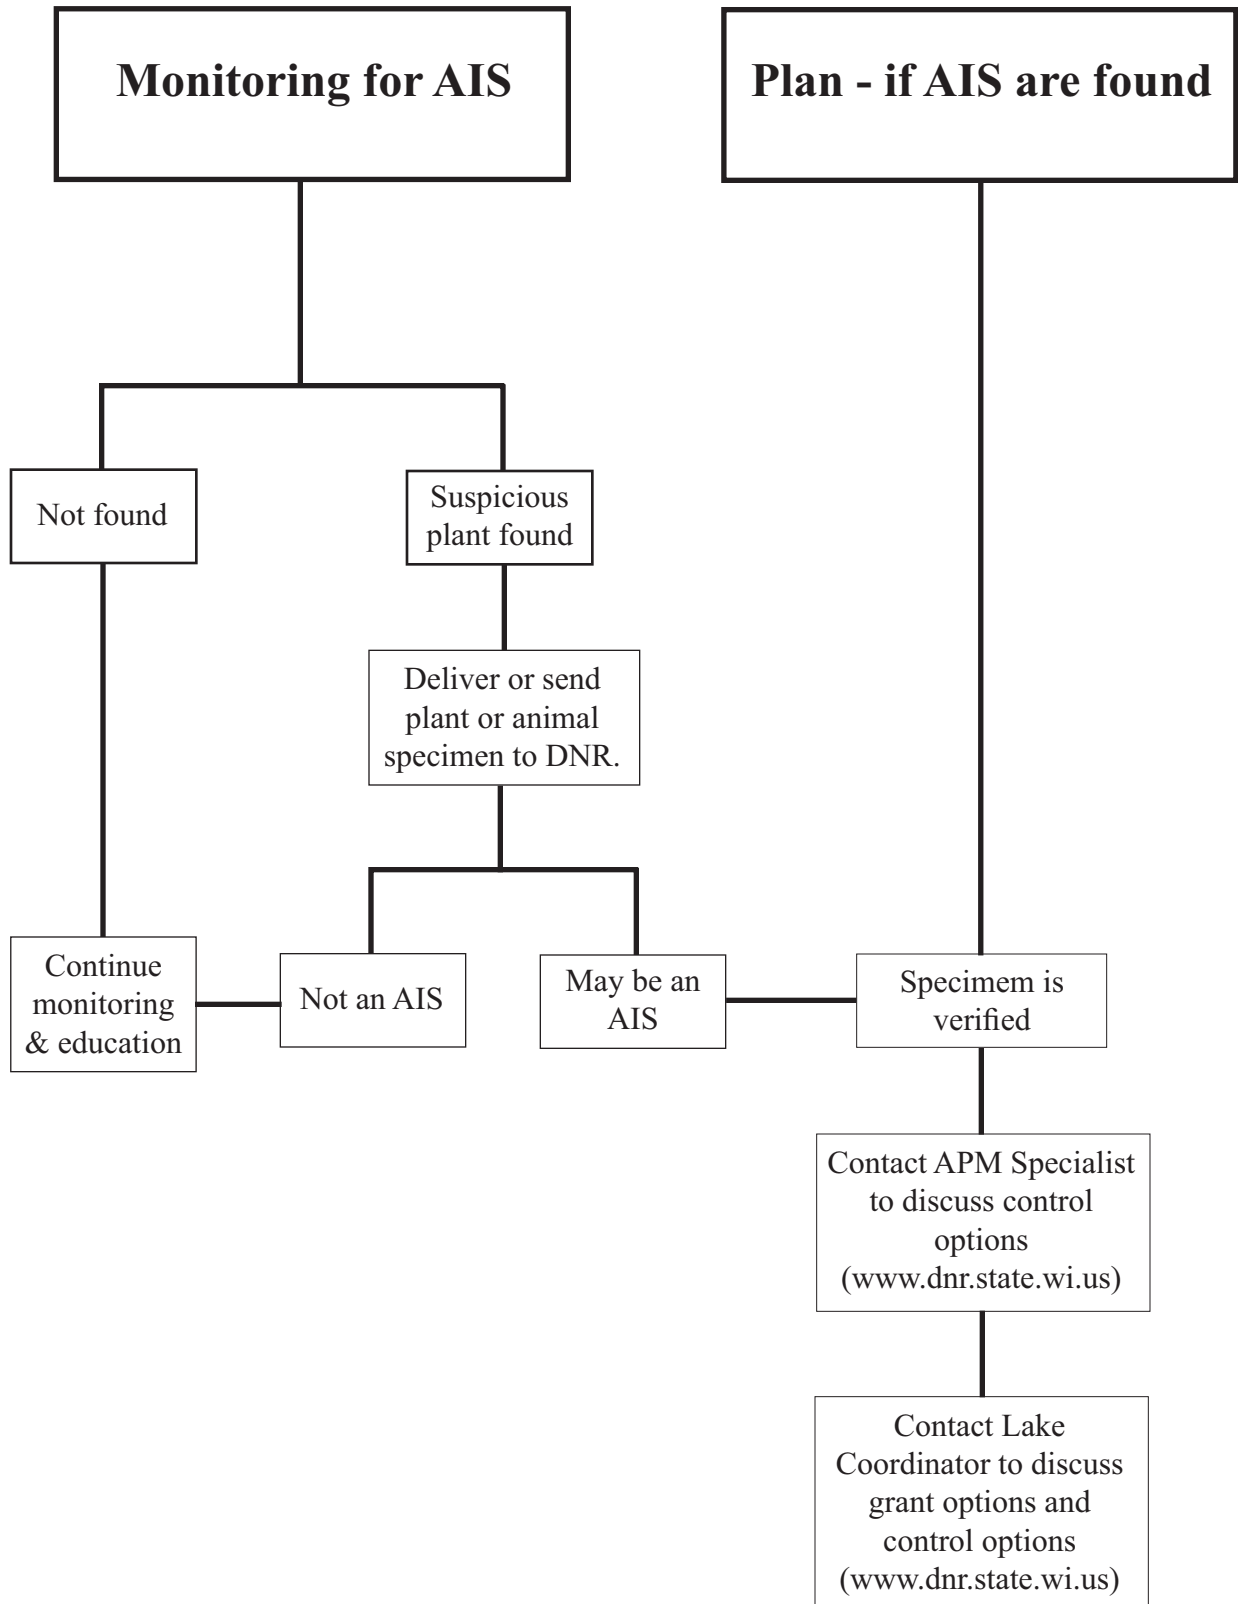 Monitoring for AIS
Plan - if AIS are found
Not found
Suspicious
plant found
Deliver or send
plant or animal
specimen to DNR.
Continue
monitoring
& education
Not an AIS
May be an
AIS
Specimem is
verified
Contact APM Specialist
to discuss control
options
(www.dnr.state.wi.us)
Contact Lake
Coordinator to discuss
grant options and
control options
(www.dnr.state.wi.us)